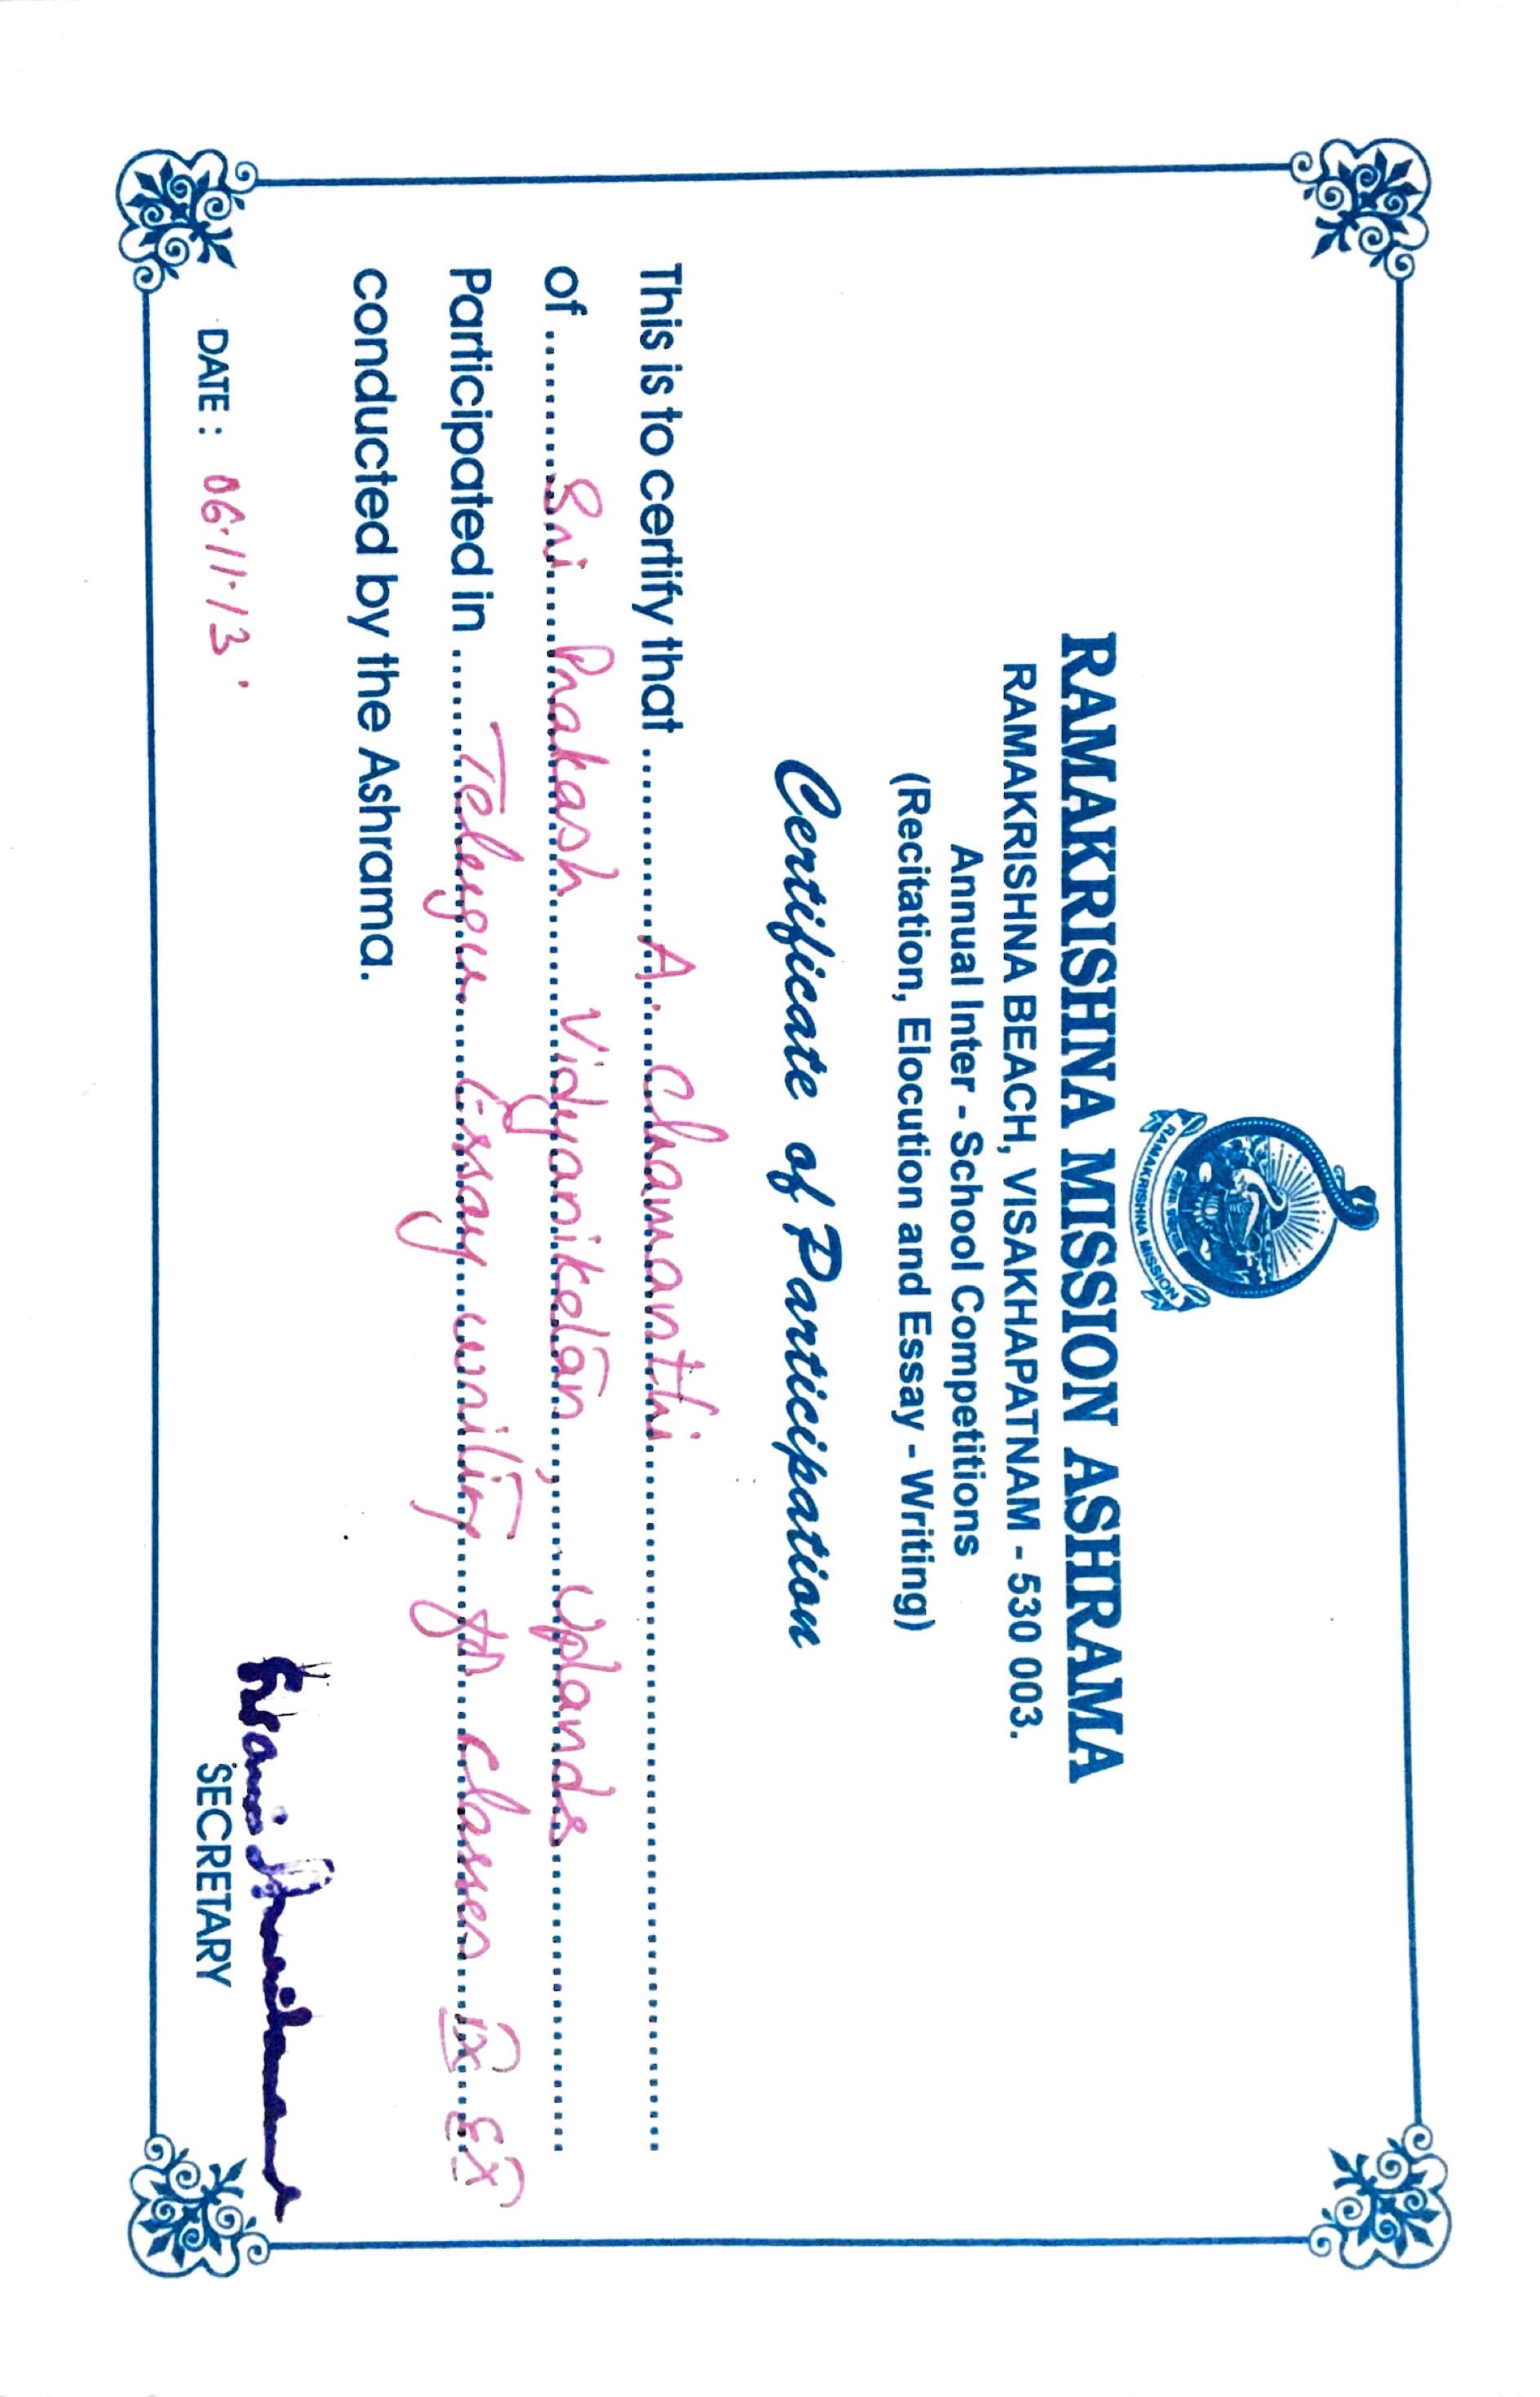 RAMAKRISHNA MISSION
RAMAKRISHNA MISSION ASHRAMA
RAMAKRISHNA BEACH, VISAKHAPATNAM - 530 003.
Annual Inter - School Competitions
(Recitation, Elocution and Essay - Writing)
Certificate of Participation
This is to certify that A. Chamanthi
of Sri Prakash Vidyaniketan, Uplands
Participated in Telugu Essay writing for classes IX & X
conducted by the Ashrama.
DATE : 06.11.13.
SECRETARY